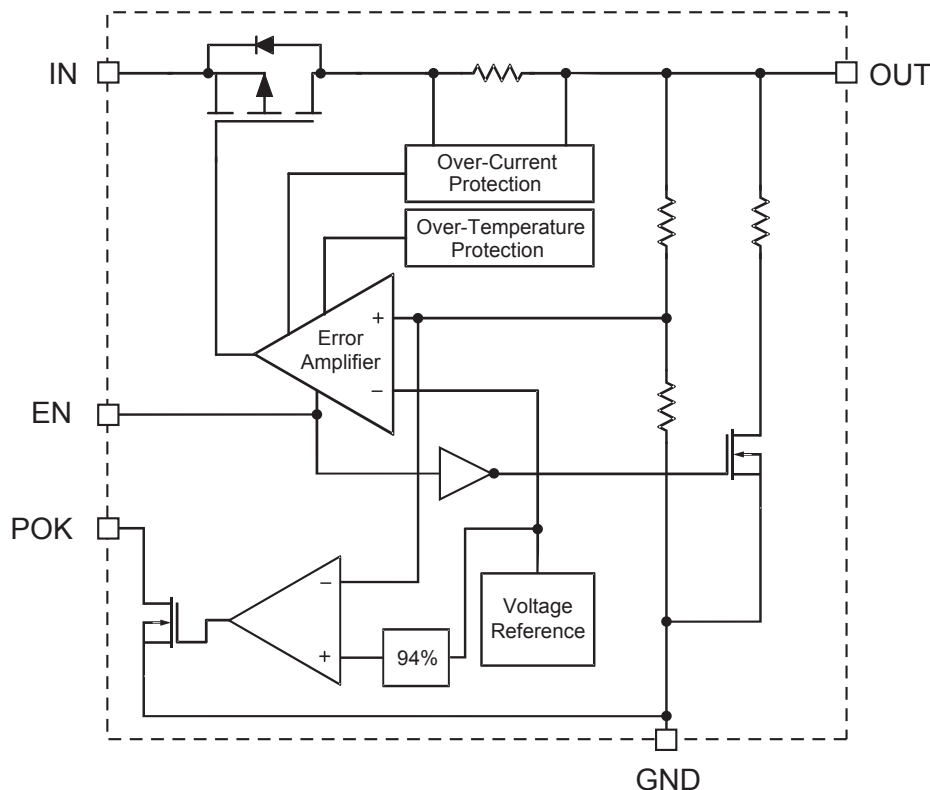 IN
OUT
Over-Current
Protection
Over-Temperature
Protection
+
Error
Amplifier
−
EN
POK
−
Voltage
Reference
+
94%
GND